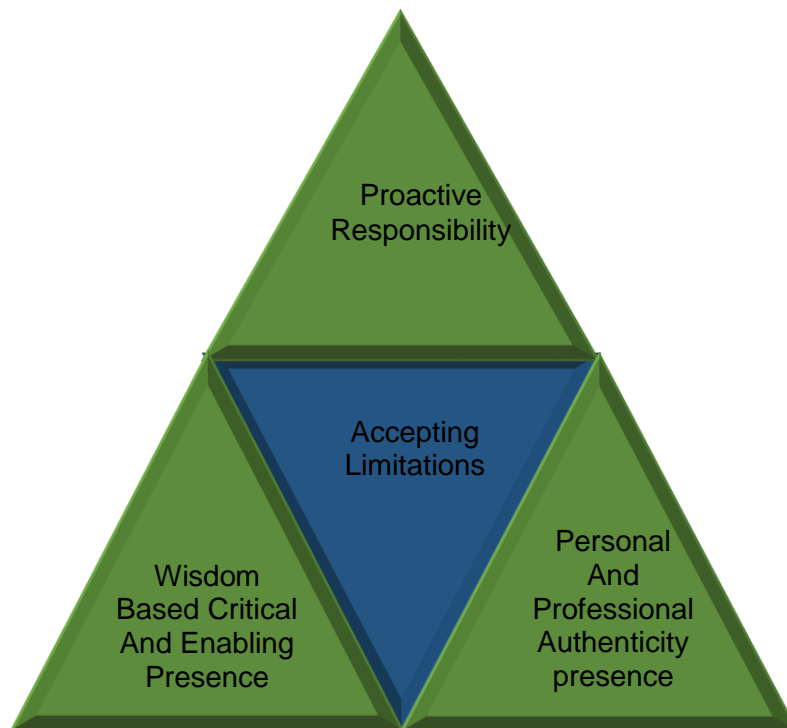 Proactive
Responsibility
Accepting
Limitations
Wisdom
Based Critical
And Enabling
Presence
Personal
And
Professional
Authenticity
presence